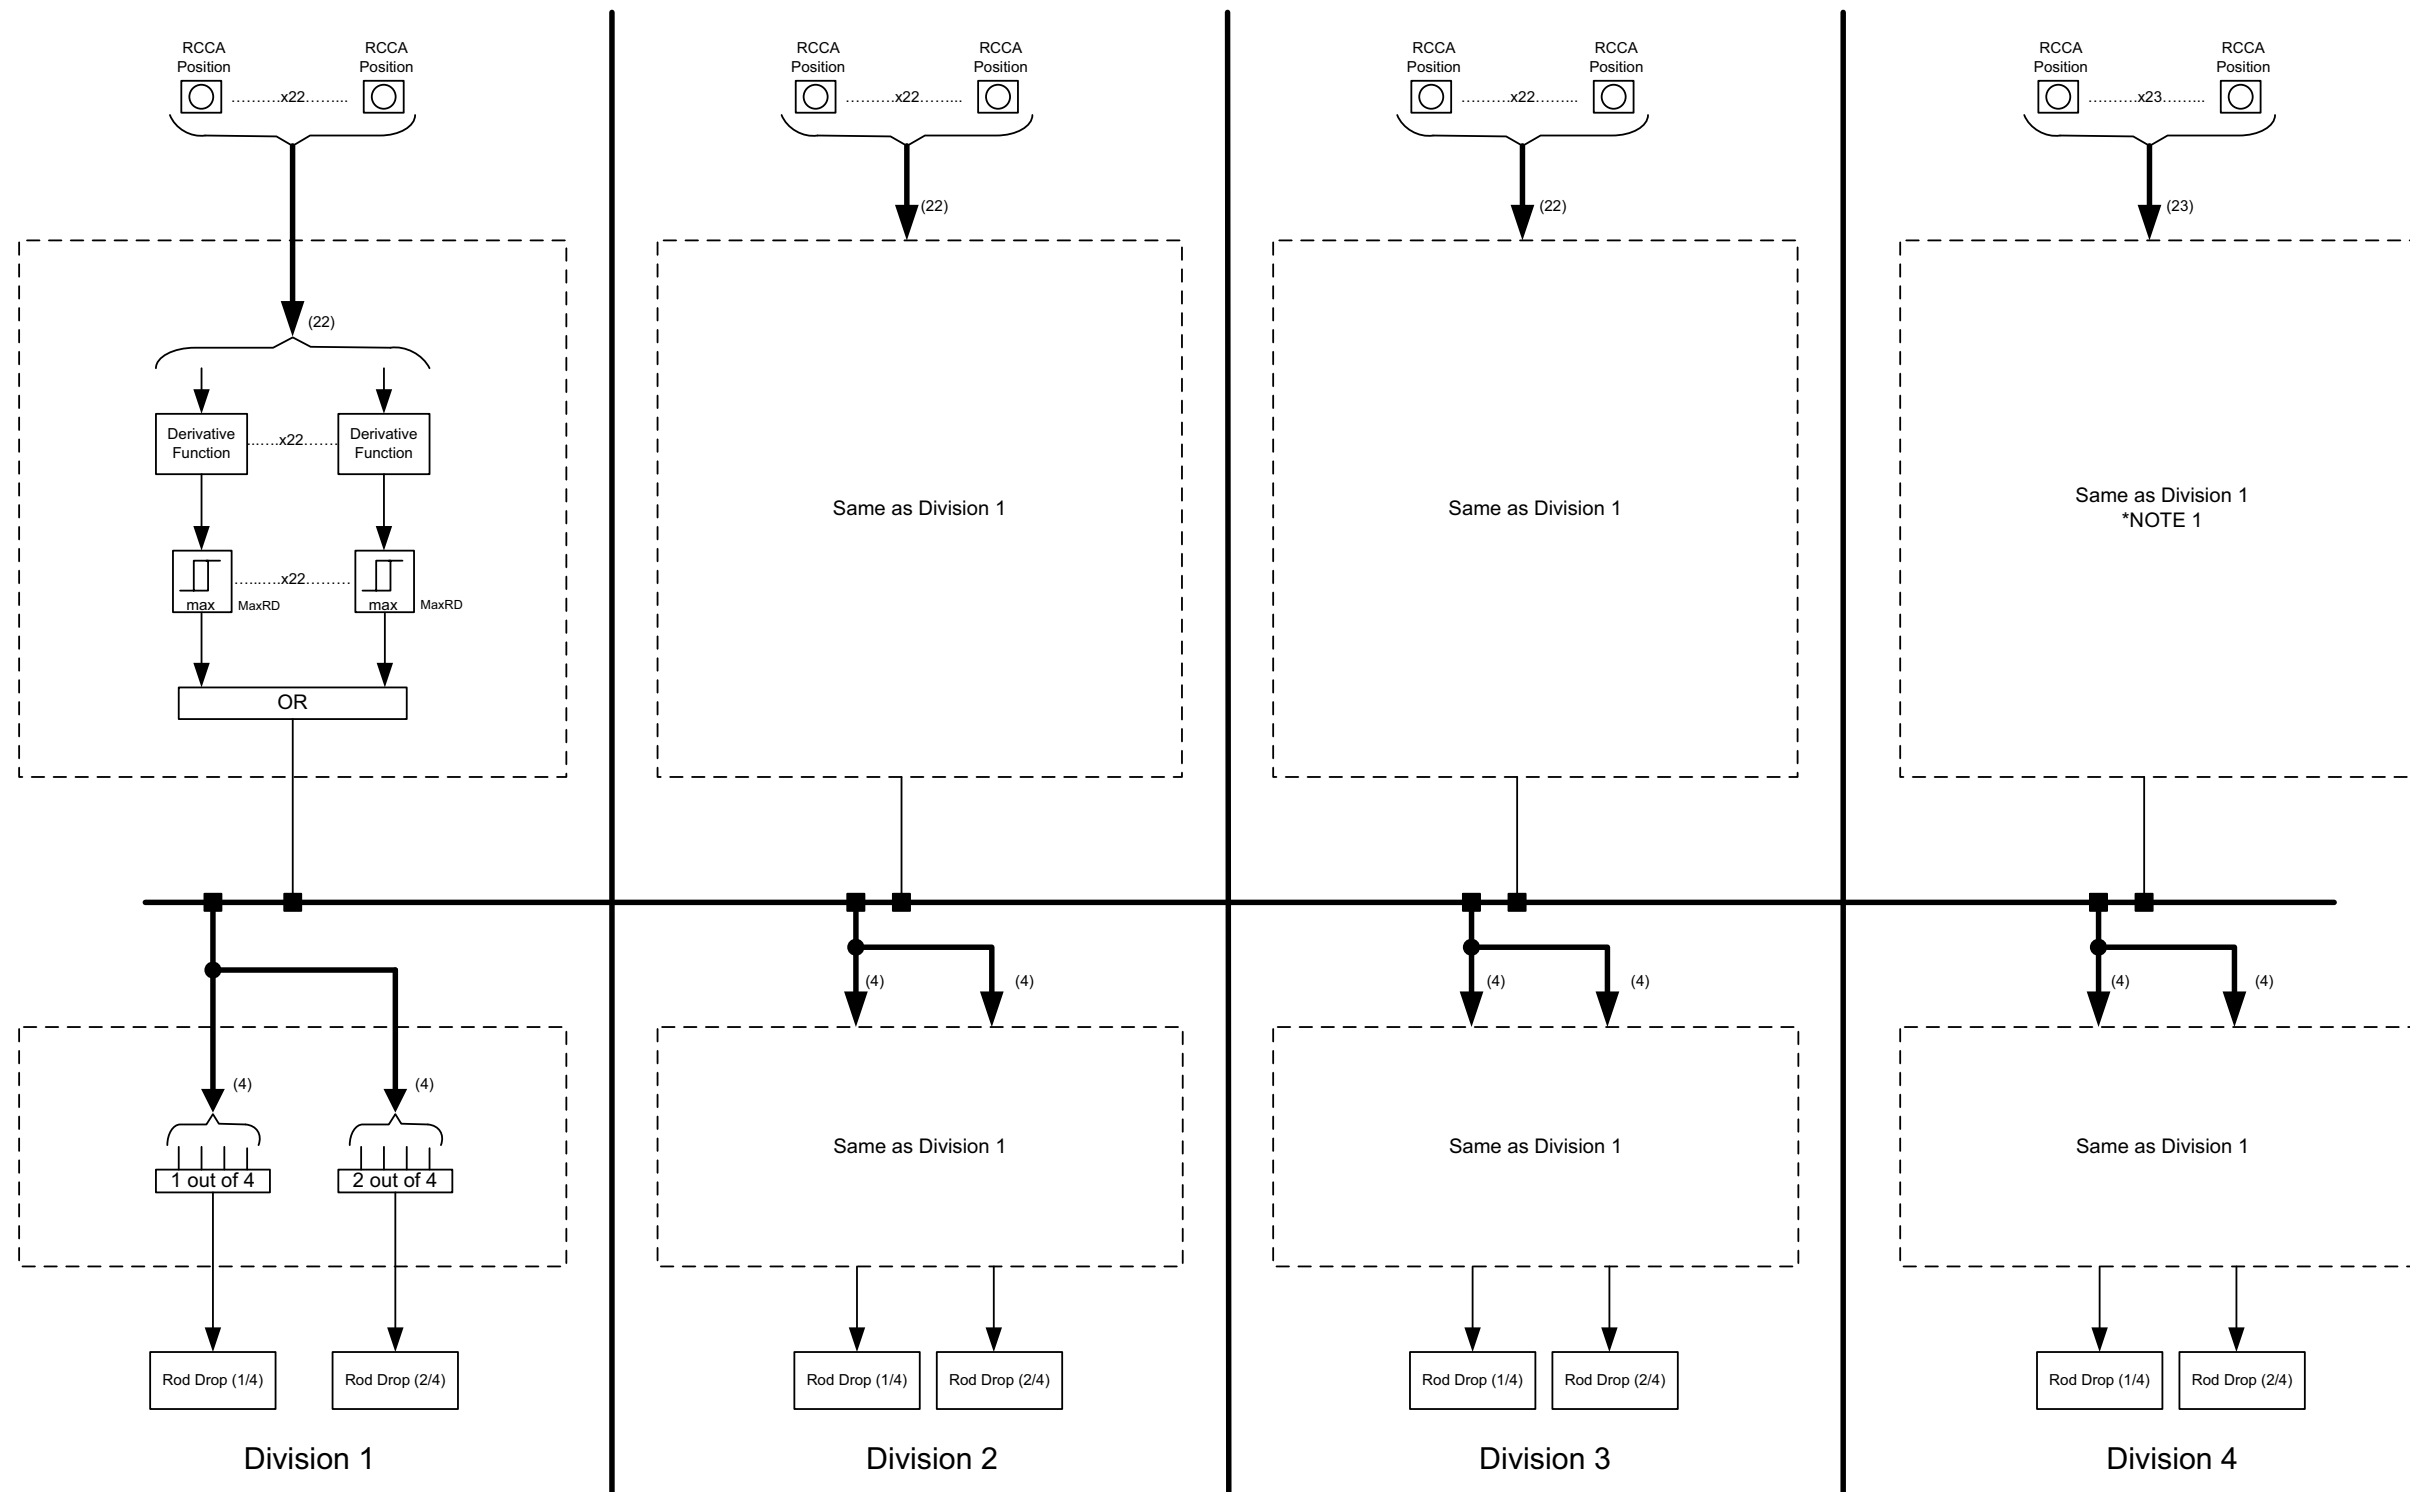 RCCA
Position
RCCA
Position
..........x22.........
RCCA
Position
RCCA
Position
..........x22.........
RCCA
Position
RCCA
Position
..........x22.........
RCCA
Position
RCCA
Position
..........x23.........
(22)
(22)
(23)
(22)
Derivative
Function
........x22.......
Derivative
Function
Same as Division 1
Same as Division 1
Same as Division 1
*NOTE 1
max
MaxRD
.........x22.........
max
MaxRD
OR
(4)
(4)
(4)
(4)
(4)
(4)
(4)
(4)
1 out of 4
2 out of 4
Same as Division 1
Same as Division 1
Same as Division 1
Rod Drop (1/4)
Rod Drop (2/4)
Rod Drop (1/4)
Rod Drop (2/4)
Rod Drop (1/4)
Rod Drop (2/4)
Rod Drop (1/4)
Rod Drop (2/4)
Division 1
Division 2
Division 3
Division 4